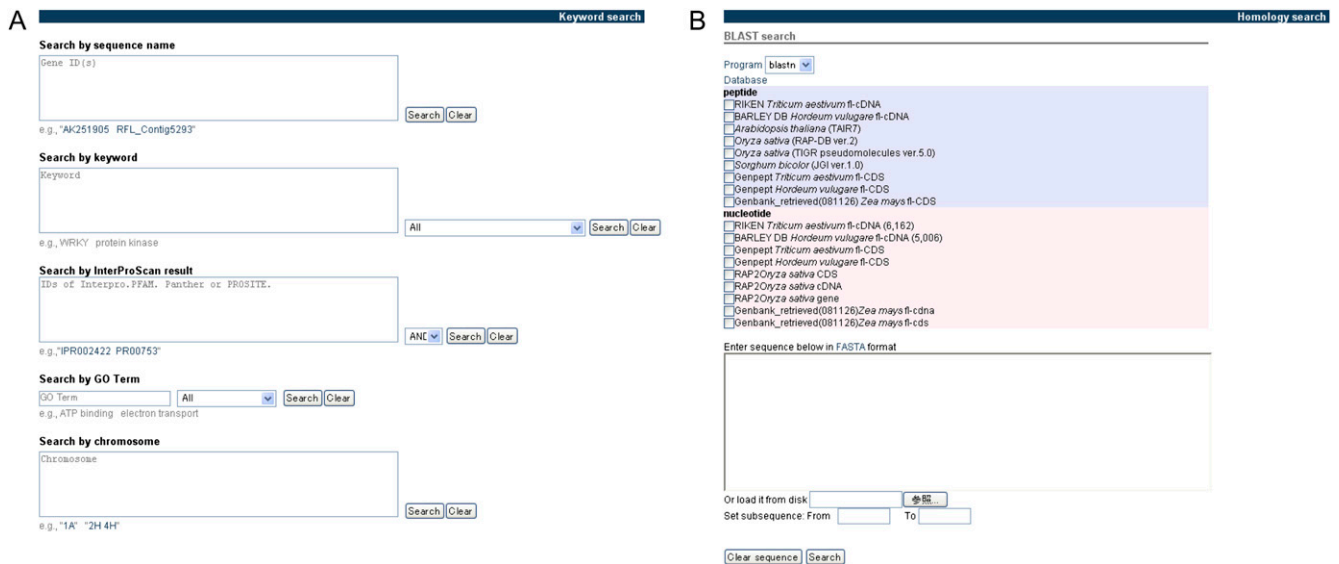 A
Keyword search
Search by sequence name
Gene ID(s)
Search Clear
e.g., "AK251905 RFL_Contig5293"
Search by keyword
Keyword
All Search Clear
e.g., WRKY protein kinase
Search by InterProScan result
IDs of Interpro.PFAM. Panther or PROSITE.
AND Search Clear
e.g.,"IPR002422 PR00753"
Search by GO Term
GO Term All Search Clear
e.g., ATP binding electron transport
Search by chromosome
Chromosome
Search Clear
e.g., "1A" "2H 4H"
B
Homology search
BLAST search
Program blastn
Database
peptide
RIKEN Triticum aestivum fl-cDNA
BARLEY DB Hordeum vulugare fl-cDNA
Arabidopsis thaliana (TAIR7)
Oryza sativa (RAP-DB ver.2)
Oryza sativa (TIGR pseudomolecules ver.5.0)
Sorghum bicolor (JGI ver.1.0)
Genpept Triticum aestivum fl-CDS
Genpept Hordeum vulugare fl-CDS
Genbank_retrieved(081126) Zea mays fl-CDS
nucleotide
RIKEN Triticum aestivum fl-cDNA (6,162)
BARLEY DB Hordeum vulugare fl-cDNA (5,006)
Genpept Triticum aestivum fl-CDS
Genpept Hordeum vulugare fl-CDS
RAP2Oryza sativa CDS
RAP2Oryza sativa cDNA
RAP2Oryza sativa gene
Genbank_retrieved(081126)Zea mays fl-cdna
Genbank_retrieved(081126)Zea mays fl-cds
Enter sequence below in FASTA format
Or load it from disk 参照...
Set subsequence: From To
Clear sequence Search